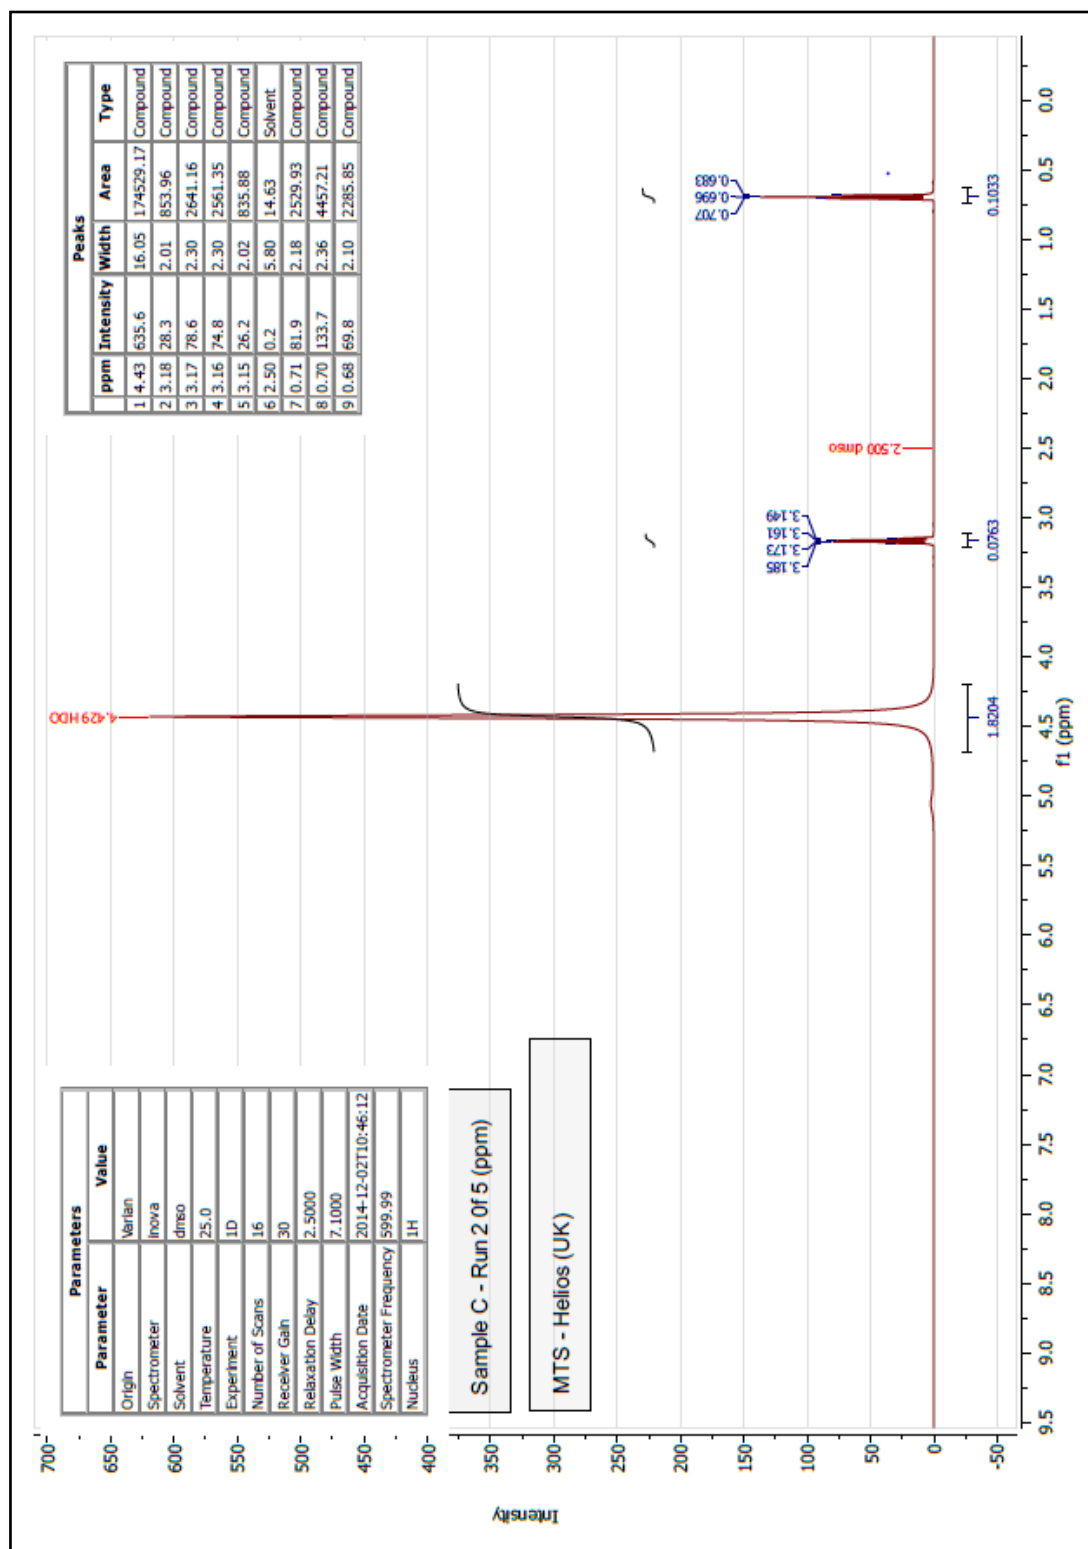 Parameters
Parameter Value
Origin Varian
Spectrometer inova
Solvent dmso
Temperature 25.0
Experiment 1D
Number of Scans 16
Receiver Gain 30
Relaxation Delay 2.5000
Pulse Width 7.1000
Acquisition Date 2014-12-02T10:46:12
Spectrometer Frequency 599.99
Nucleus 1H
Sample C - Run 2 0f 5 (ppm)
MTS - Helios (UK)
Peaks
ppm Intensity Width Area Type
1 4.43 635.6 16.05 174529.17 Compound
2 3.18 28.3 2.01 853.96 Compound
3 3.17 78.6 2.30 2641.16 Compound
4 3.16 74.8 2.30 2561.35 Compound
5 3.15 26.2 2.02 835.88 Compound
6 2.50 0.2 5.80 14.63 Solvent
7 0.71 81.9 2.18 2529.93 Compound
8 0.70 133.7 2.36 4457.21 Compound
9 0.68 69.8 2.10 2285.85 Compound
4.429 HDO
3.185
3.173
3.161
3.149
2.500 dmso
0.707
0.696
0.683
1.8204
0.0763
0.1033
700
650
600
550
500
450
400
350
300
250
200
150
100
50
0
-50
Intensity
9.5 9.0 8.5 8.0 7.5 7.0 6.5 6.0 5.5 5.0 4.5 4.0 3.5 3.0 2.5 2.0 1.5 1.0 0.5 0.0
f1 (ppm)